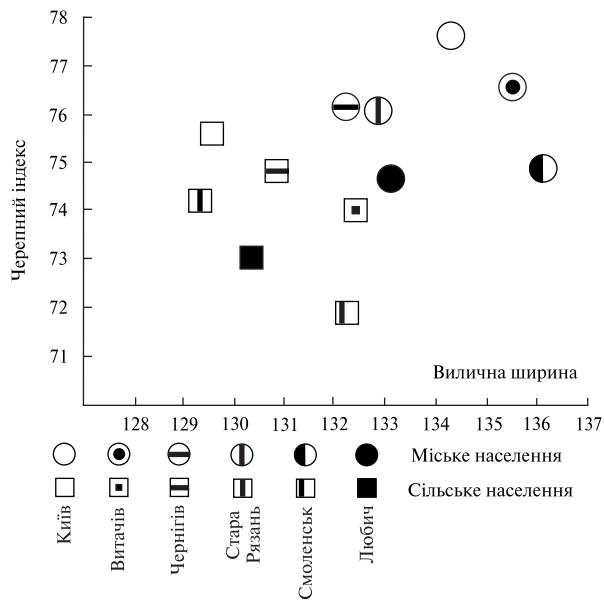 Черепний індекс
78
77
76
75
74
73
72
71
Вилична ширина
128 129 130 131 132 133 134 135 136 137
Міське населення
Сільське населення
Київ
Витачів
Чернігів
Стара
Рязань
Смоленськ
Любич